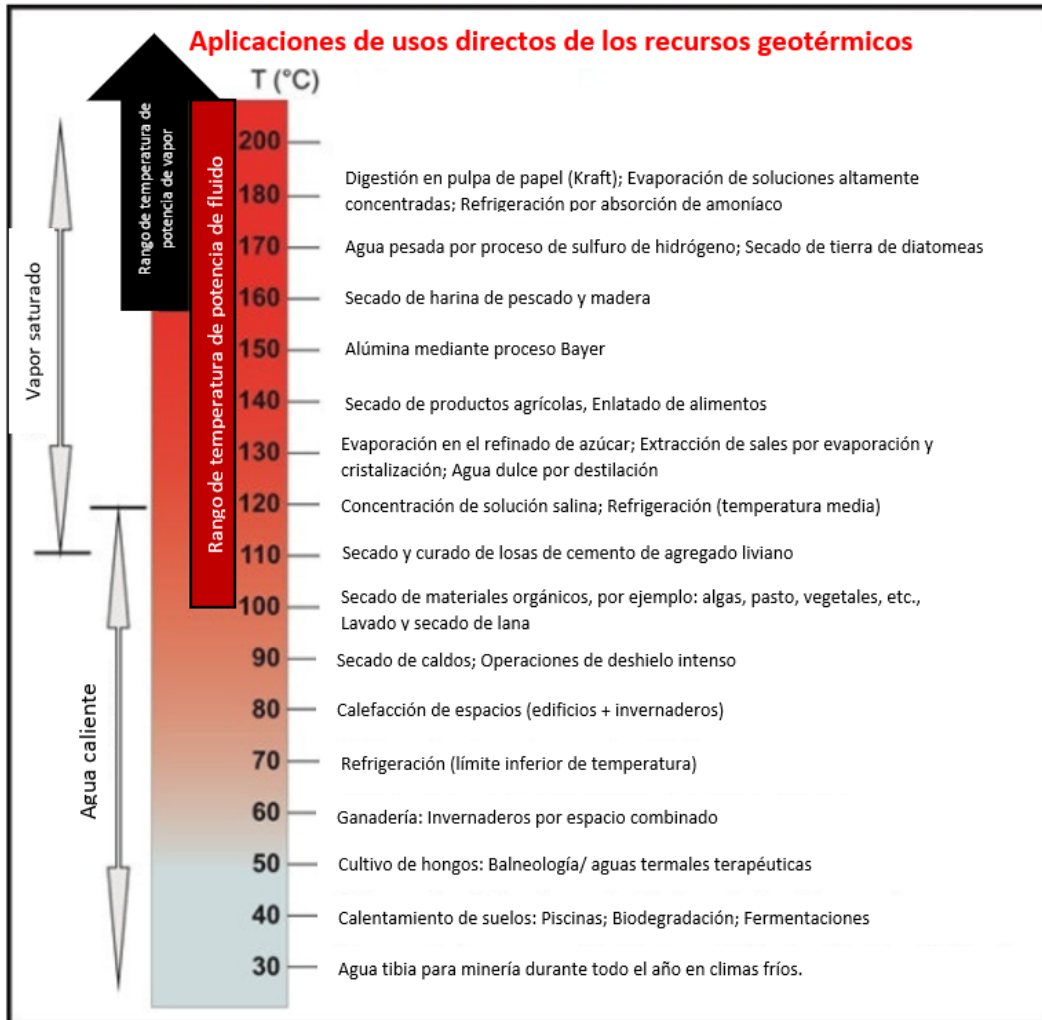 Aplicaciones de usos directos de los recursos geotérmicos
T (°C)
Rango de temperatura de
potencia de vapor
Rango de temperatura de potencia de fluido
Vapor saturado
Agua caliente
200
180
Digestión en pulpa de papel (Kraft); Evaporación de soluciones altamente
concentradas; Refrigeración por absorción de amoníaco
170
Agua pesada por proceso de sulfuro de hidrógeno; Secado de tierra de diatomeas
160
Secado de harina de pescado y madera
150
Alúmina mediante proceso Bayer
140
Secado de productos agrícolas, Enlatado de alimentos
130
Evaporación en el refinado de azúcar; Extracción de sales por evaporación y
cristalización; Agua dulce por destilación
120
Concentración de solución salina; Refrigeración (temperatura media)
110
Secado y curado de losas de cemento de agregado liviano
100
Secado de materiales orgánicos, por ejemplo: algas, pasto, vegetales, etc.,
Lavado y secado de lana
90
Secado de caldos; Operaciones de deshielo intenso
80
Calefacción de espacios (edificios + invernaderos)
70
Refrigeración (límite inferior de temperatura)
60
Ganadería: Invernaderos por espacio combinado
50
Cultivo de hongos: Balneología/ aguas termales terapéuticas
40
Calentamiento de suelos: Piscinas; Biodegradación; Fermentaciones
30
Agua tibia para minería durante todo el año en climas fríos.